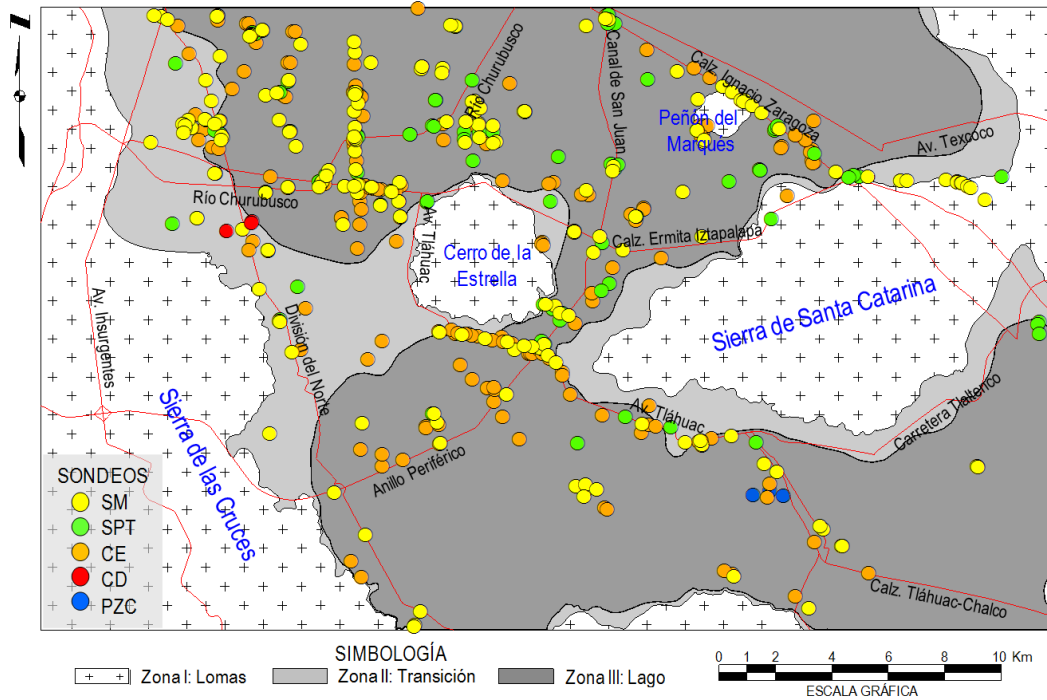 Río Churubusco
Canal de San Juan
Calz. Ignacio Zaragoza
Peñón del
Marqués
Av. Texcoco
Río Churubusco
Av. Tláhuac
Calz. Ermita Iztapalapa
Cerro de la
Estrella
Sierra de Santa Catarina
Av. Insurgentes
División del Norte
Av. Tláhuac
Carretera Tlaltenco
Sierra de las Cruces
Anillo Periférico
SONDEOS
SM
SPT
CE
CD
PZC
Calz. Tláhuac-Chalco
SIMBOLOGÍA
Zona I: Lomas
Zona II: Transición
Zona III: Lago
0 1 2 4 6 8 10 Km
ESCALA GRÁFICA